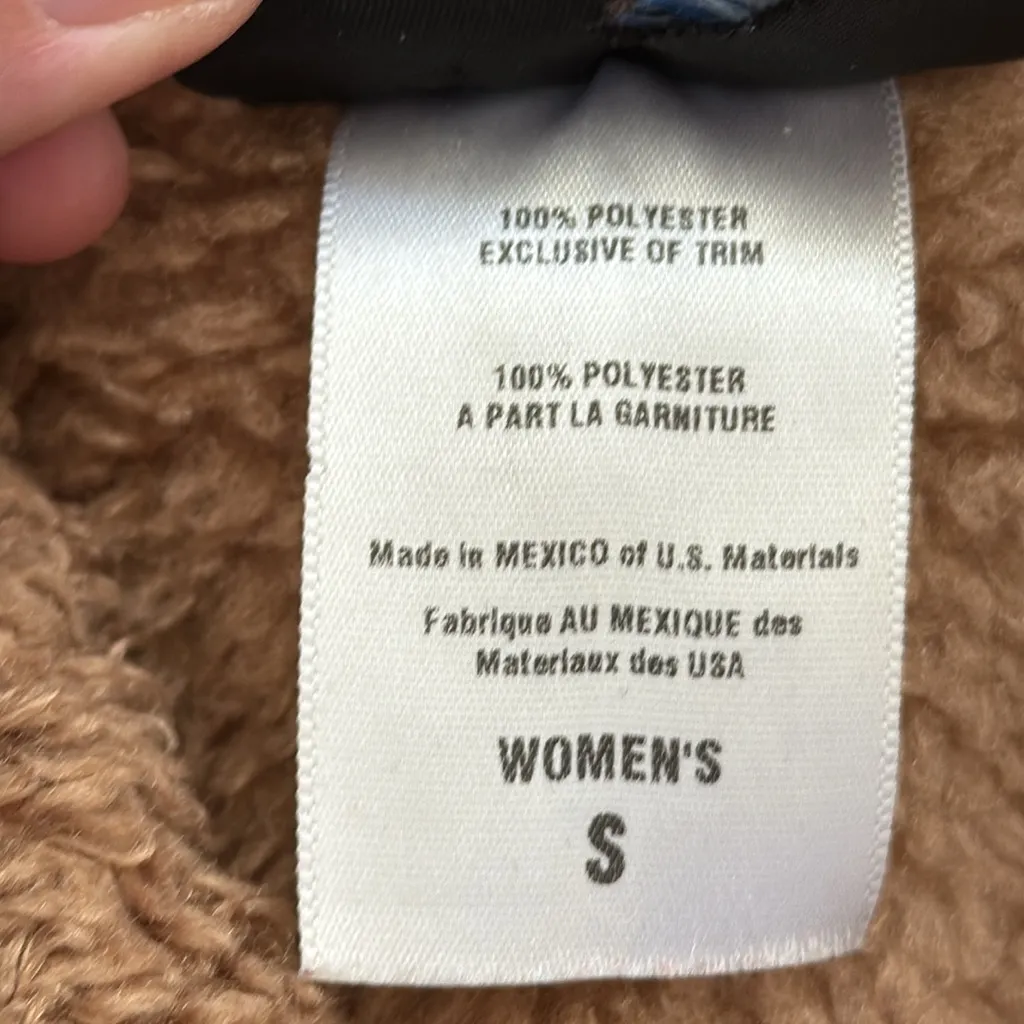 100% POLYESTER
EXCLUSIVE OF TRIM
100% POLYESTER
A PART LA GARNITURE
Made in MEXICO of U.S. Materials
Fabrique AU MEXIQUE des
Materiaux des USA
WOMEN'S
S